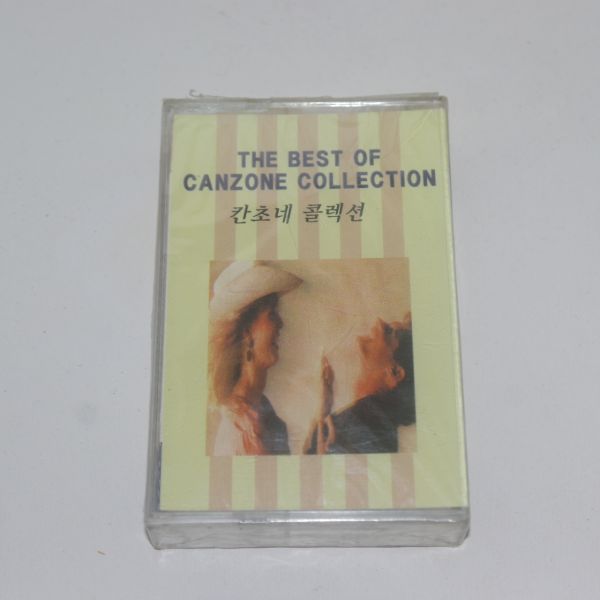 THE BEST OF
CANZONE COLLECTION
칸초네 콜렉션